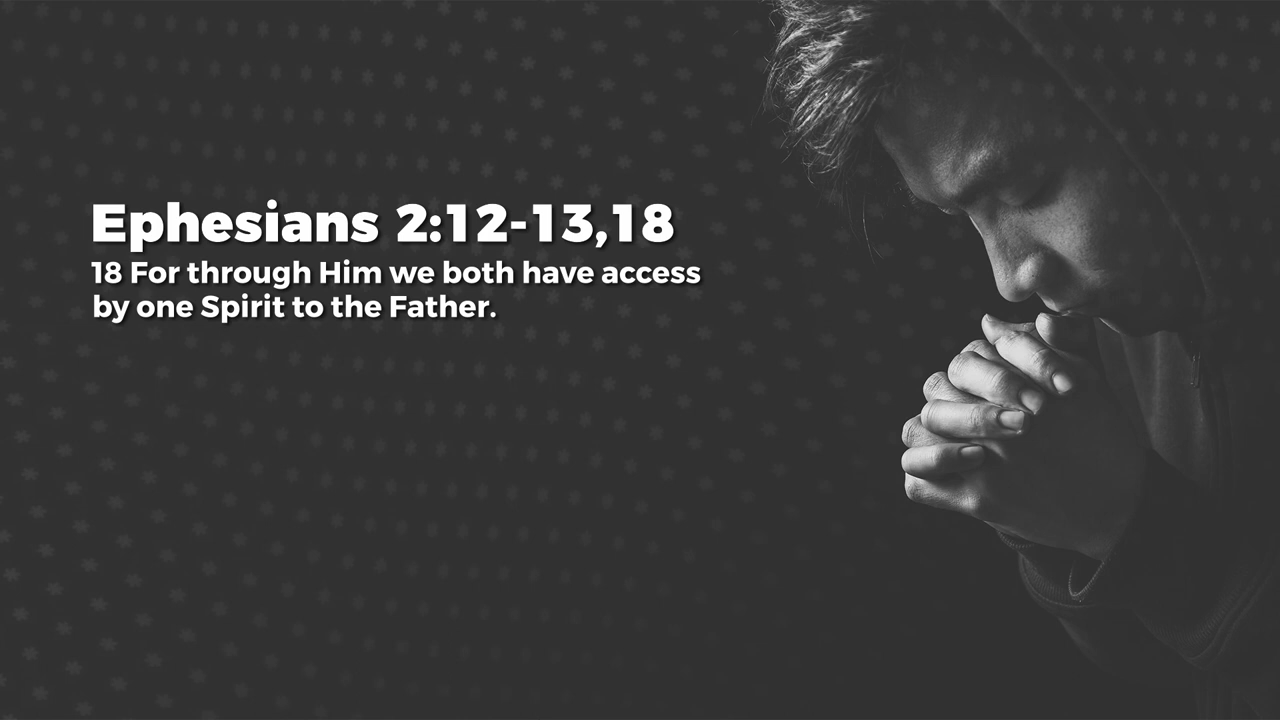 Ephesians 2:12-13,18
18 For through Him we both have access
by one Spirit to the Father.